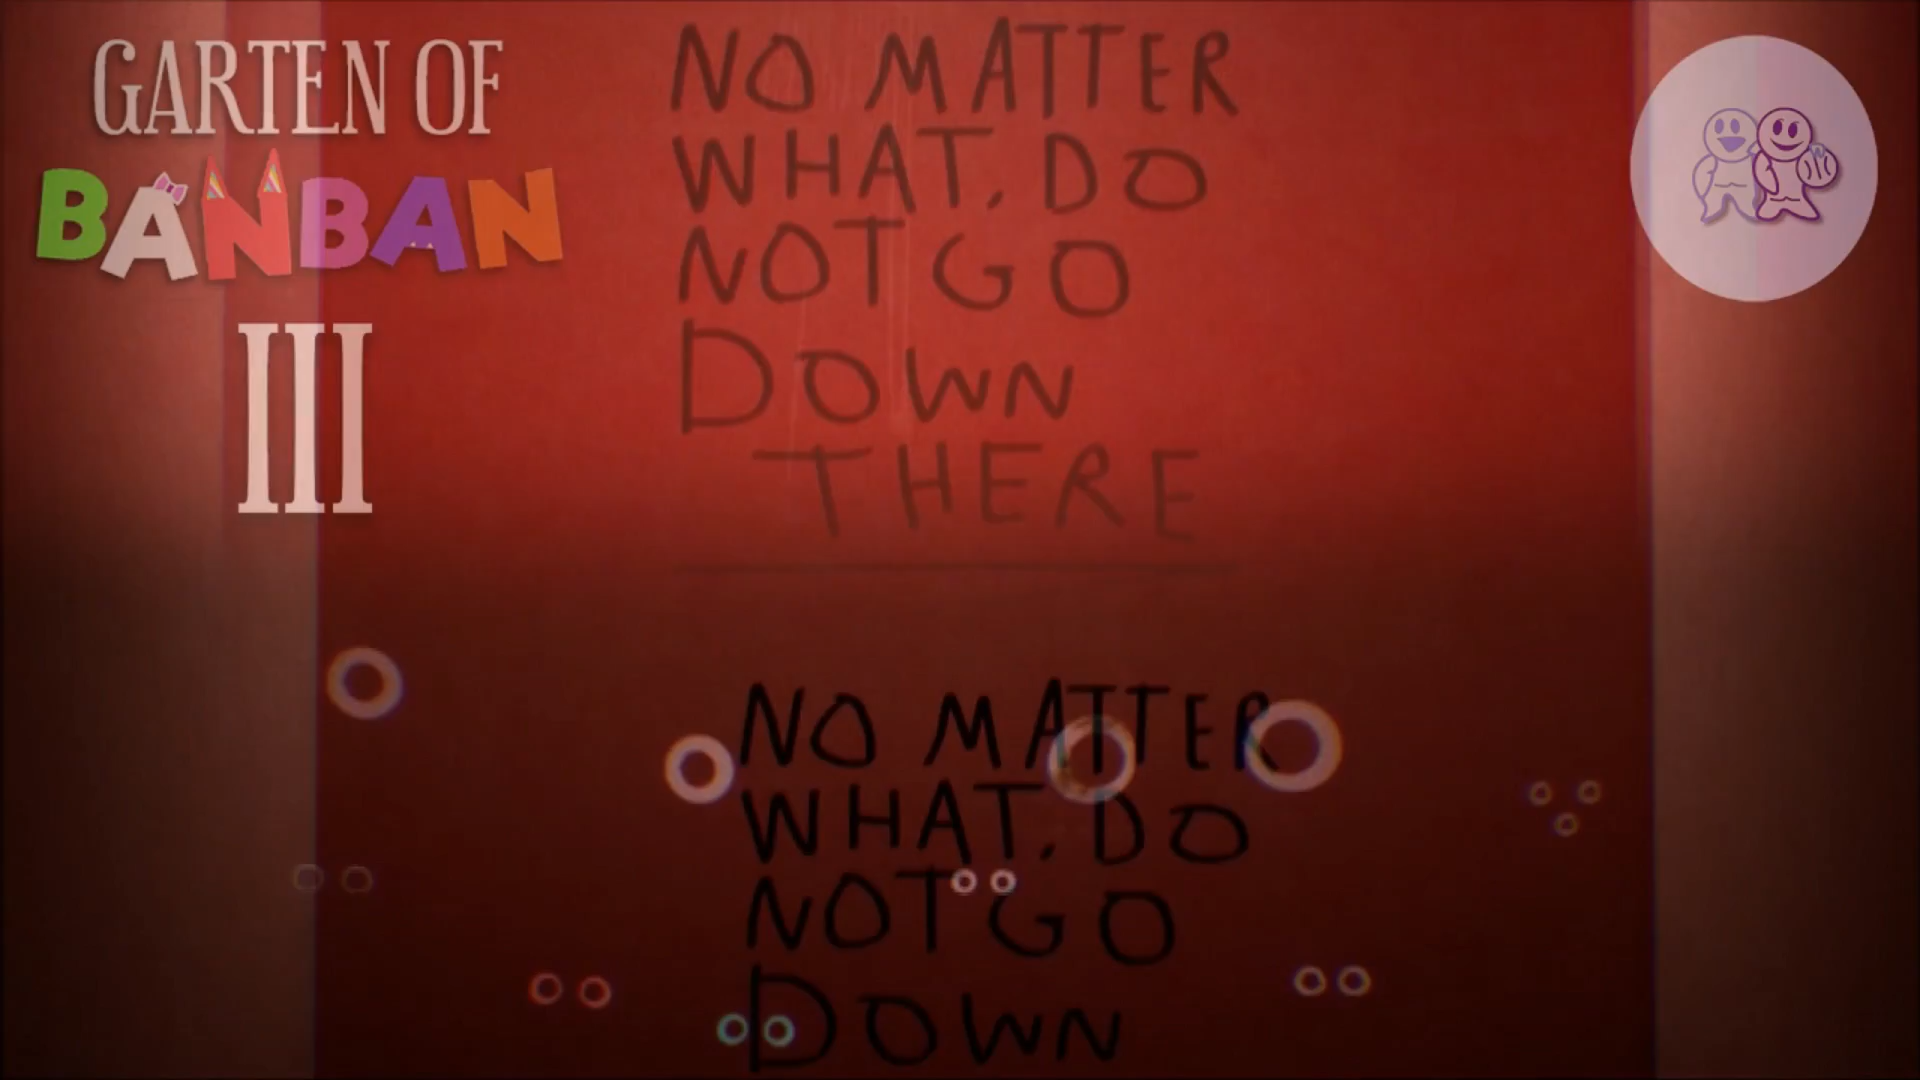 GARTEN OF
BANBAN
III
NO MATTER
WHAT, DO
NOT GO
DOWN
THERE
NO MATTER
WHAT, DO
NOT GO
DOWN